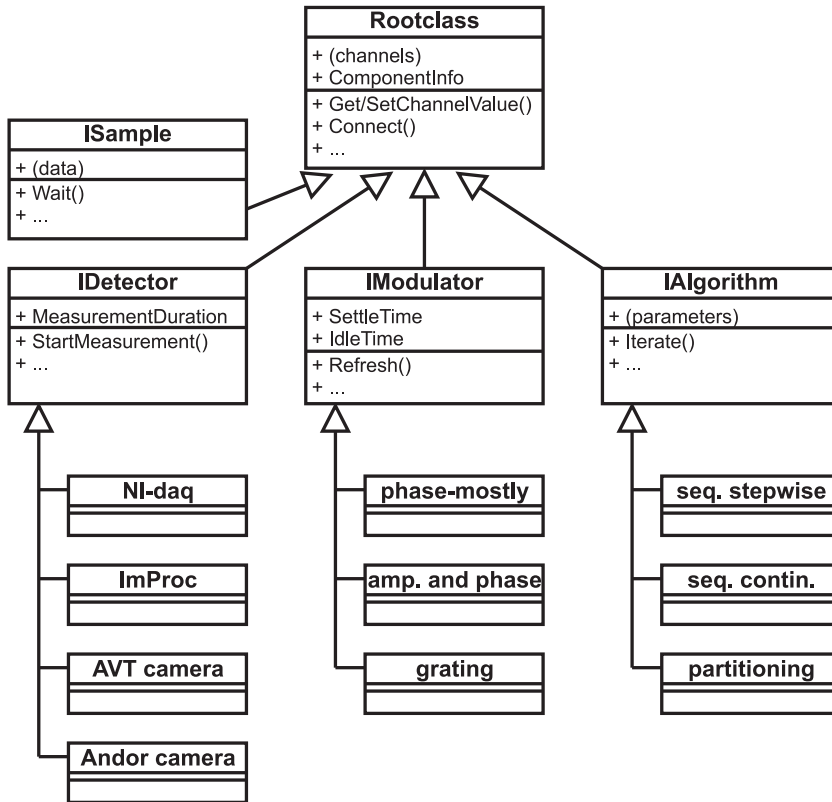 Rootclass
+ (channels)
+ ComponentInfo
+ Get/SetChannelValue()
+ Connect()
+ ...
ISample
+ (data)
+ Wait()
+ ...
IDetector
+ MeasurementDuration
+ StartMeasurement()
+ ...
IModulator
+ SettleTime
+ IdleTime
+ Refresh()
+ ...
IAlgorithm
+ (parameters)
+ Iterate()
+ ...
NI-daq
ImProc
AVT camera
Andor camera
phase-mostly
amp. and phase
grating
seq. stepwise
seq. contin.
partitioning